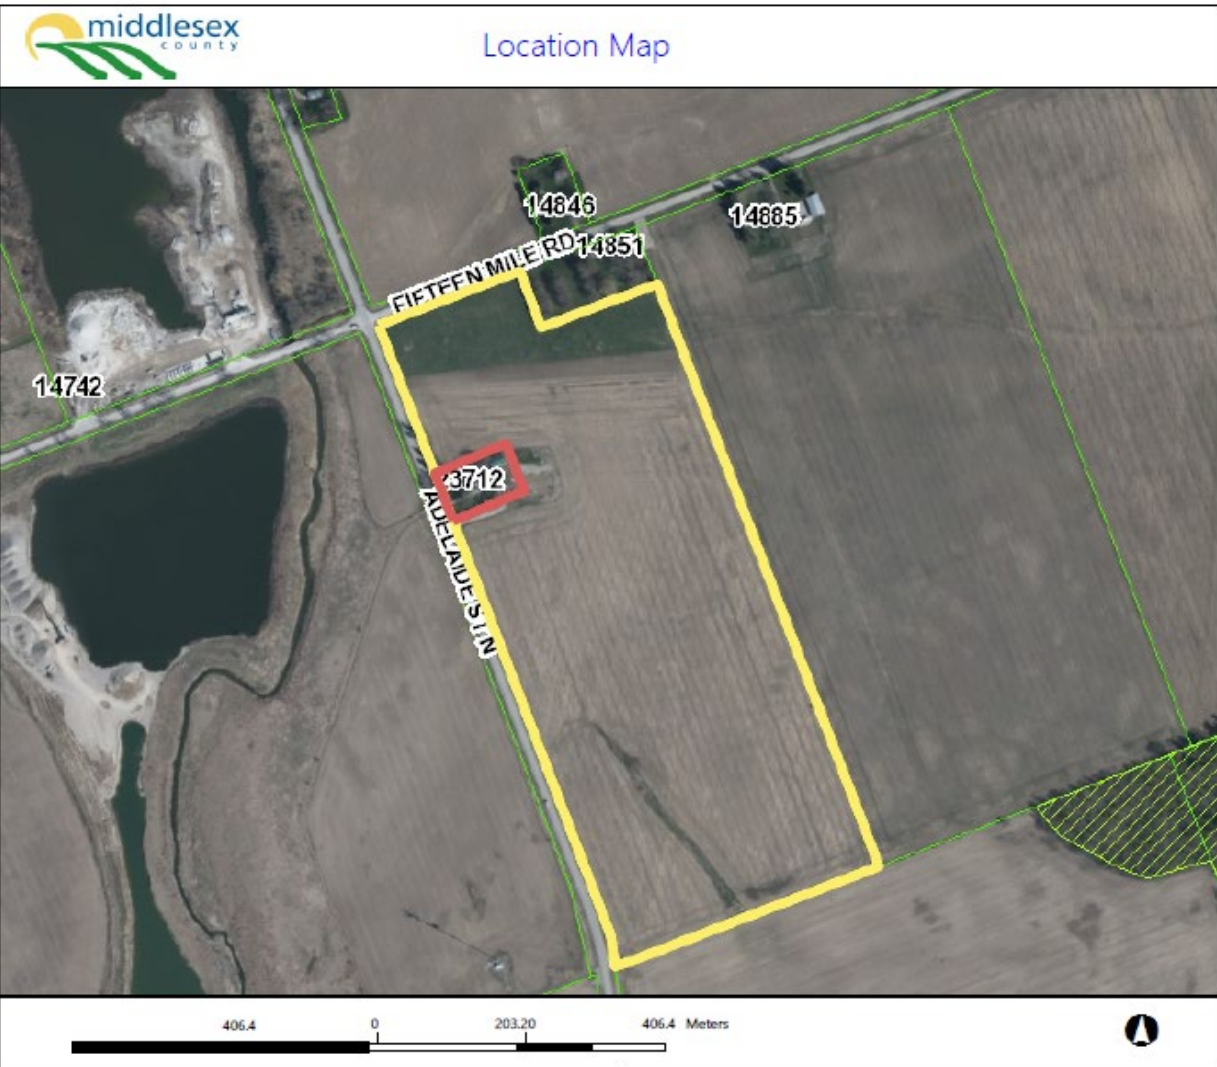 middlesex
county
Location Map
14846
14885
14851
FIFTEEN MILE RD
14742
23712
ADELAIDE ST N
406.4
0
203.20
406.4 Meters